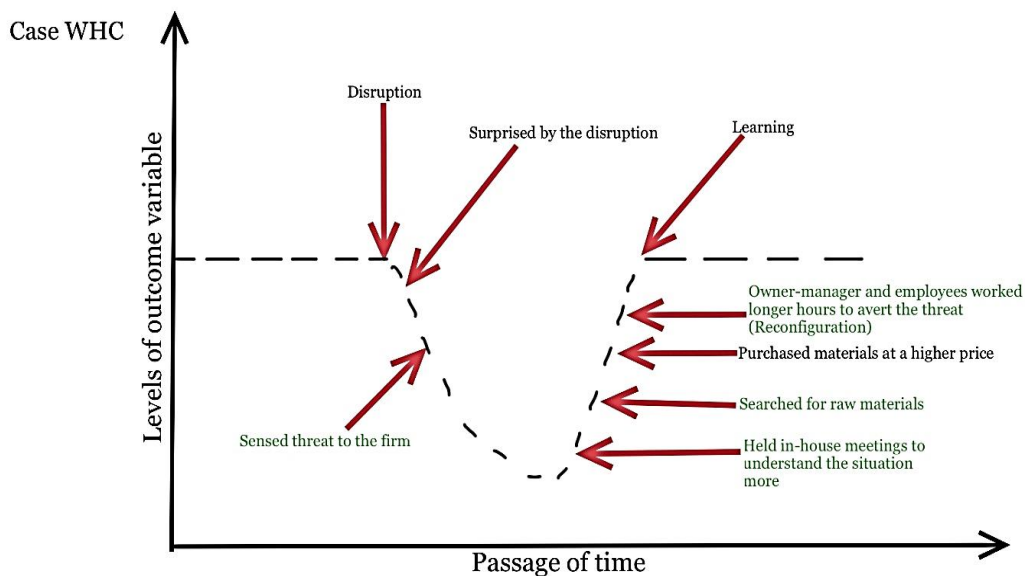 Case WHC
Disruption
Surprised by the disruption
Learning
Levels of outcome variable
Owner-manager and employees worked
longer hours to avert the threat
(Reconfiguration)
Purchased materials at a higher price
Searched for raw materials
Sensed threat to the firm
Held in-house meetings to
understand the situation
more
Passage of time